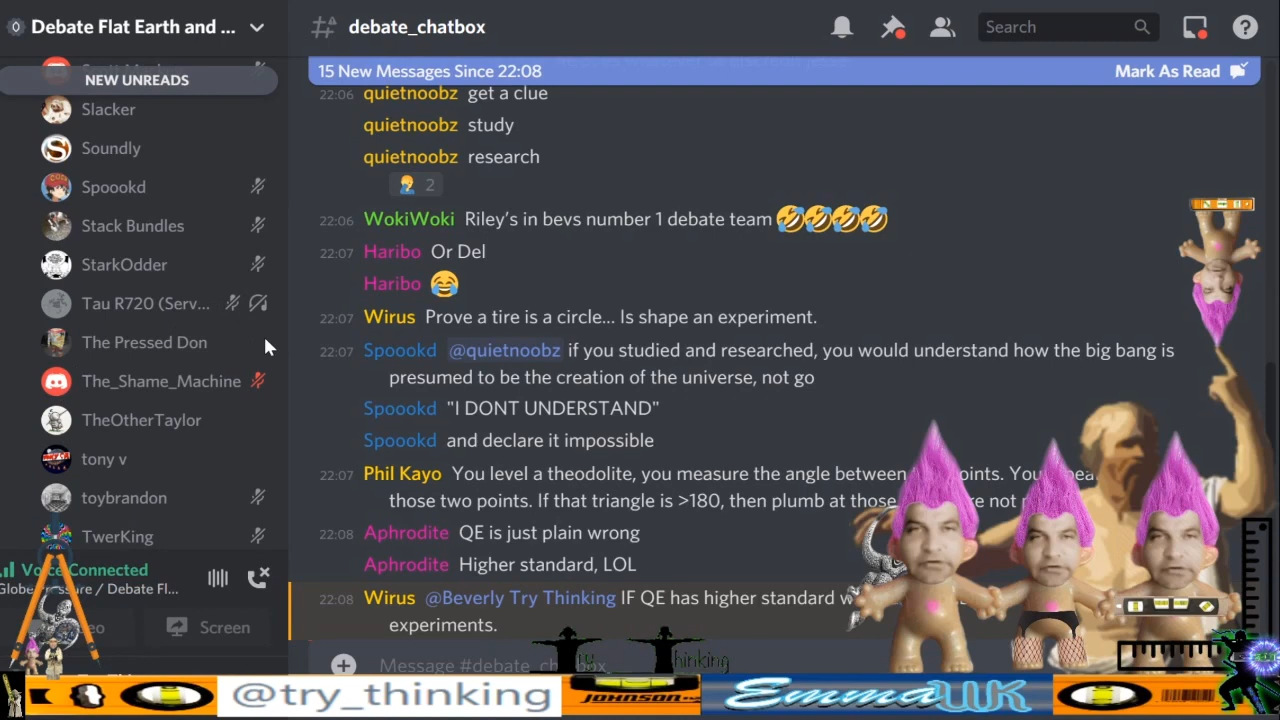 Debate Flat Earth and ...
debate_chatbox
Search
NEW UNREADS
15 New Messages Since 22:08
Mark As Read
Slacker
Soundly
Spoookd
Stack Bundles
StarkOdder
Tau R720 (Serv...
The Pressed Don
The_Shame_Machine
TheOtherTaylor
tony v
toybrandon
TwerKing
Voice Connected
Globe Pressure / Debate Fl...
Screen
22:06 quietnoobz get a clue
quietnoobz study
quietnoobz research
🤦 2
22:06 WokiWoki Riley's in bevs number 1 debate team 🤣🤣🤣🤣
22:07 Haribo Or Del
Haribo 😂
22:07 Wirus Prove a tire is a circle... Is shape an experiment.
22:07 Spoookd @quietnoobz if you studied and researched, you would understand how the big bang is
presumed to be the creation of the universe, not go
Spoookd "I DONT UNDERSTAND"
Spoookd and declare it impossible
22:07 Phil Kayo You level a theodolite, you measure the angle between
those two points. If that triangle is >180, then plumb at those
22:08 Aphrodite QE is just plain wrong
Aphrodite Higher standard, LOL
22:08 Wirus @Beverly Try Thinking IF QE has higher standard
experiments.
Message #debate_chatbox
Thinking
@try_thinking
JOHNSON
EmmaUK